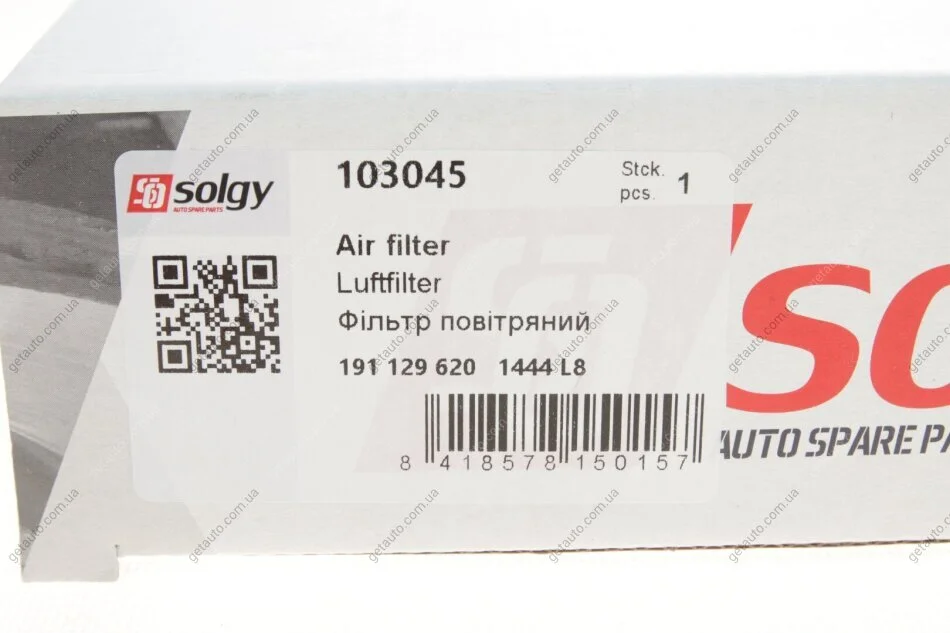 solgy
AUTO SPARE PARTS
103045
Stck.
pcs. 1
Air filter
Luftfilter
Фільтр повітряний
191 129 620 1444 L8
8 418578 150157
so
AUTO SPARE PA
getauto.com.ua